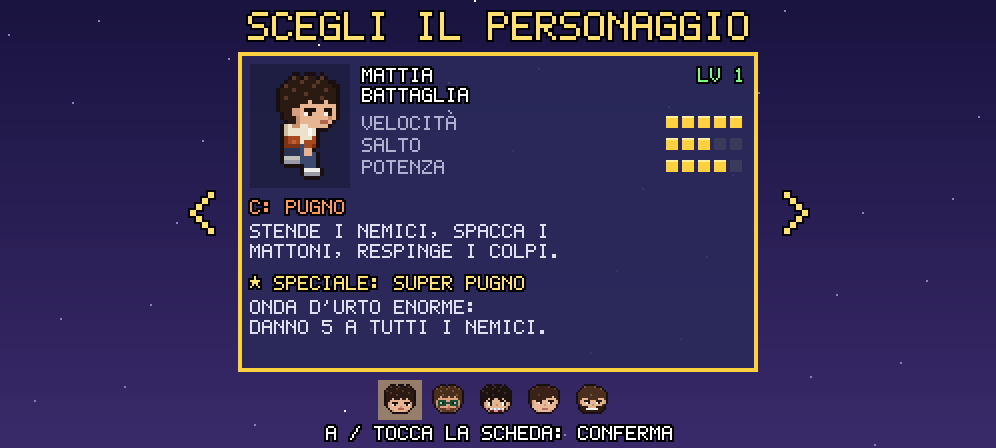 SCEGLI IL PERSONAGGIO
MATTIA
BATTAGLIA
LV 1
VELOCITÀ
SALTO
POTENZA
C: PUGNO
STENDE I NEMICI, SPACCA I
MATTONI, RESPINGE I COLPI.
★ SPECIALE: SUPER PUGNO
ONDA D'URTO ENORME:
DANNO 5 A TUTTI I NEMICI.
A / TOCCA LA SCHEDA: CONFERMA